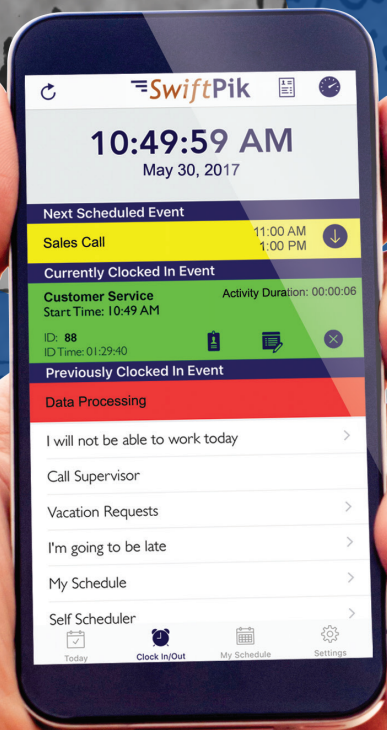 SwiftPik
10:49:59 AM
May 30, 2017
Next Scheduled Event
Sales Call
11:00 AM
1:00 PM
Currently Clocked In Event
Customer Service
Activity Duration: 00:00:06
Start Time: 10:49 AM
ID: 88
ID Time: 01:29:40
Previously Clocked In Event
Data Processing
I will not be able to work today
Call Supervisor
Vacation Requests
I'm going to be late
My Schedule
Self Scheduler
Today
Clock In/Out
My Schedule
Settings